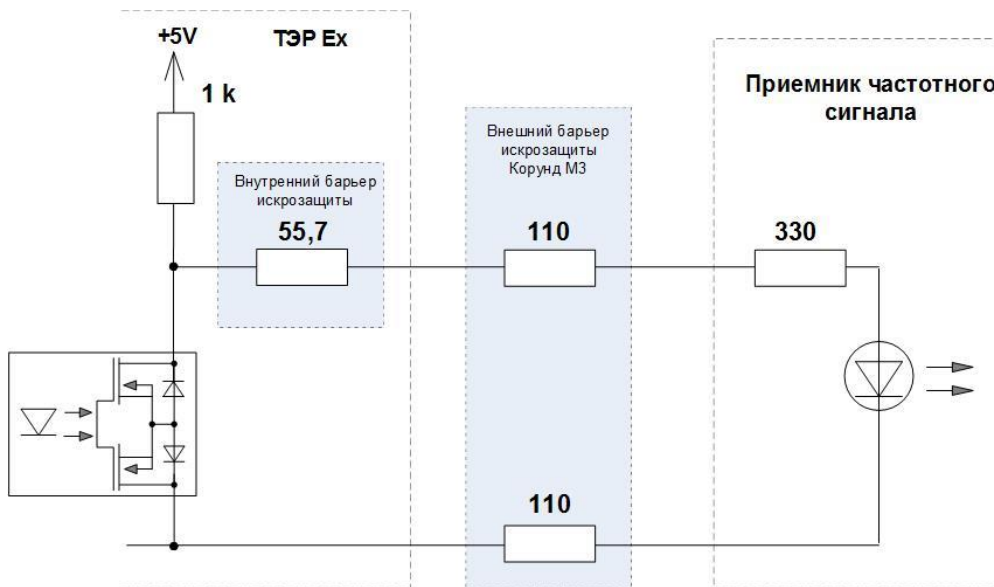 +5V
ТЭР Ex
1 k
Приемник частотного
сигнала
Внешний барьер
искрозащиты
Корунд М3
Внутренний барьер
искрозащиты
55,7
110
330
110